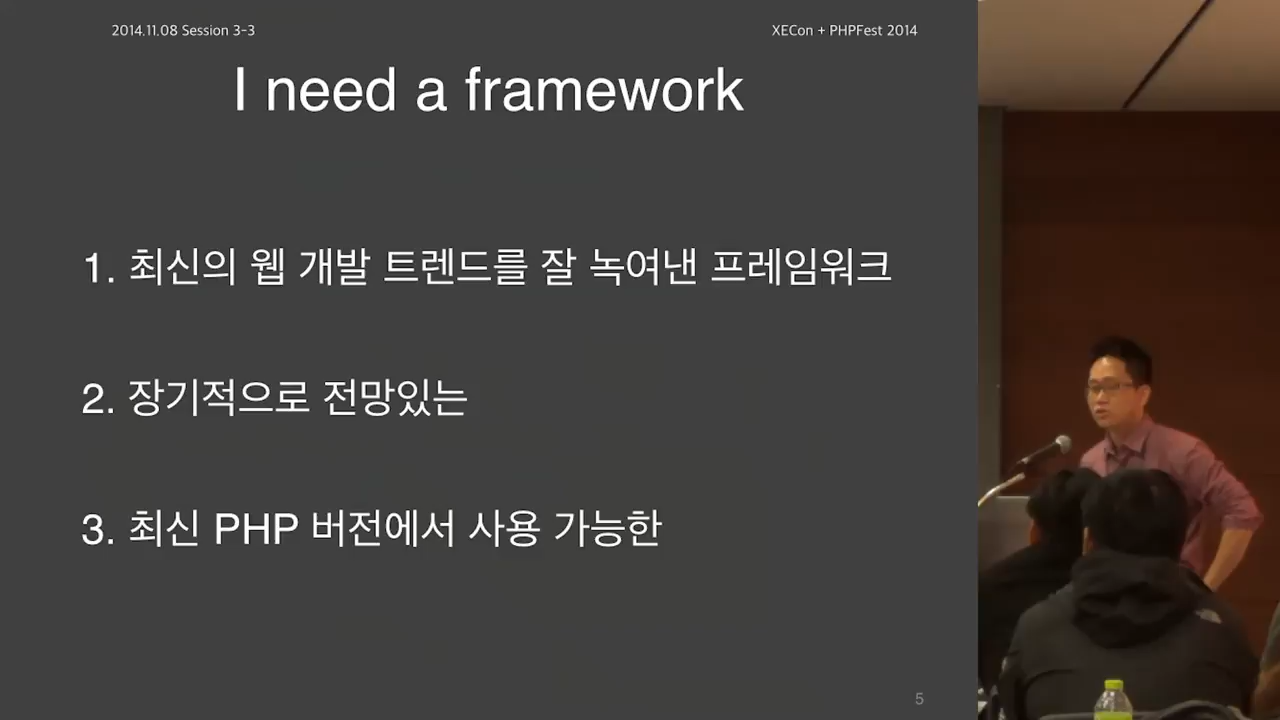 2014.11.08 Session 3-3
XECon + PHPFest 2014
I need a framework
1. 최신의 웹 개발 트렌드를 잘 녹여낸 프레임워크
2. 장기적으로 전망있는
3. 최신 PHP 버전에서 사용 가능한
5